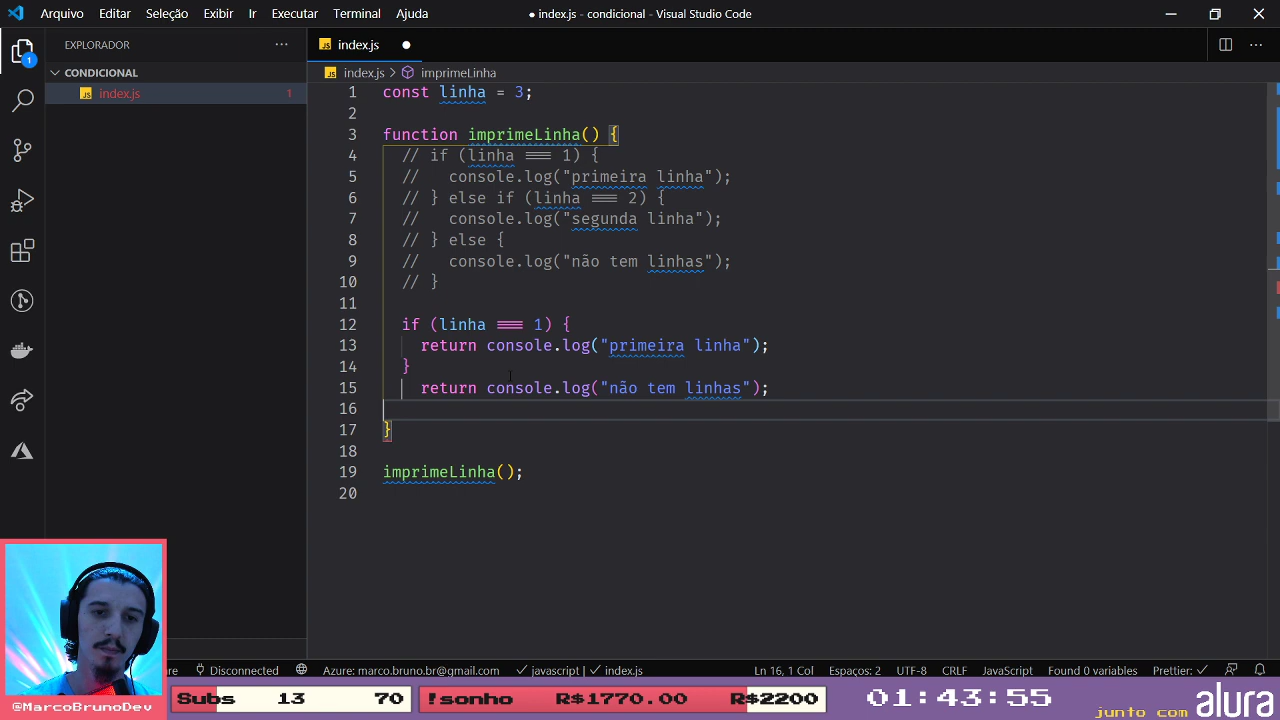 Arquivo Editar Seleção Exibir Ir Executar Terminal Ajuda
● index.js - condicional - Visual Studio Code
EXPLORADOR
JS index.js ●
CONDICIONAL
JS index.js > imprimeLinha
JS index.js 1
1 const linha = 3;
2
3 function imprimeLinha() {
4 // if (linha === 1) {
5 //   console.log("primeira linha");
6 // } else if (linha === 2) {
7 //   console.log("segunda linha");
8 // } else {
9 //   console.log("não tem linhas");
10 // }
11
12 if (linha === 1) {
13 return console.log("primeira linha");
14 }
15 return console.log("não tem linhas");
16
17 }
18
19 imprimeLinha();
20
1
Disconnected Azure: marco.bruno.br@gmail.com javascript | index.js Ln 16, 1 Col Espaços: 2 UTF-8 CRLF JavaScript Found 0 variables Prettier:
@MarcoBrunoDev
Subs 13 70 !sonho R$1770.00 R$2200 01:43:55
junto com alura